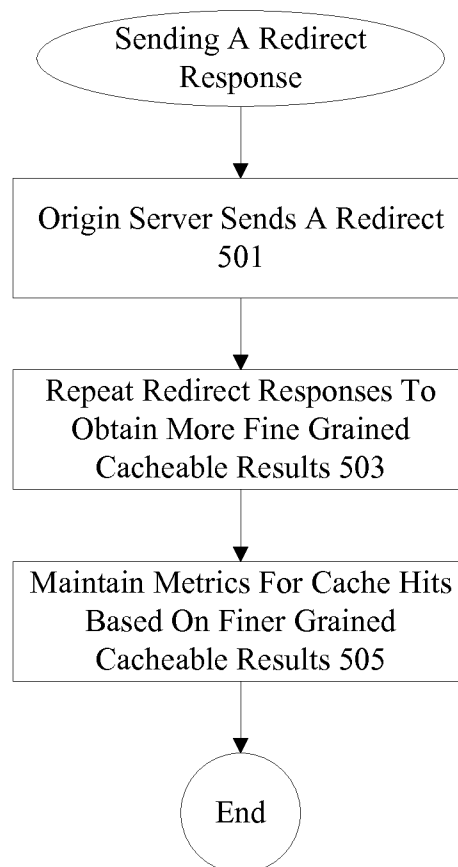 Sending A Redirect
Response
Origin Server Sends A Redirect
501
Repeat Redirect Responses To
Obtain More Fine Grained
Cacheable Results 503
Maintain Metrics For Cache Hits
Based On Finer Grained
Cacheable Results 505
End